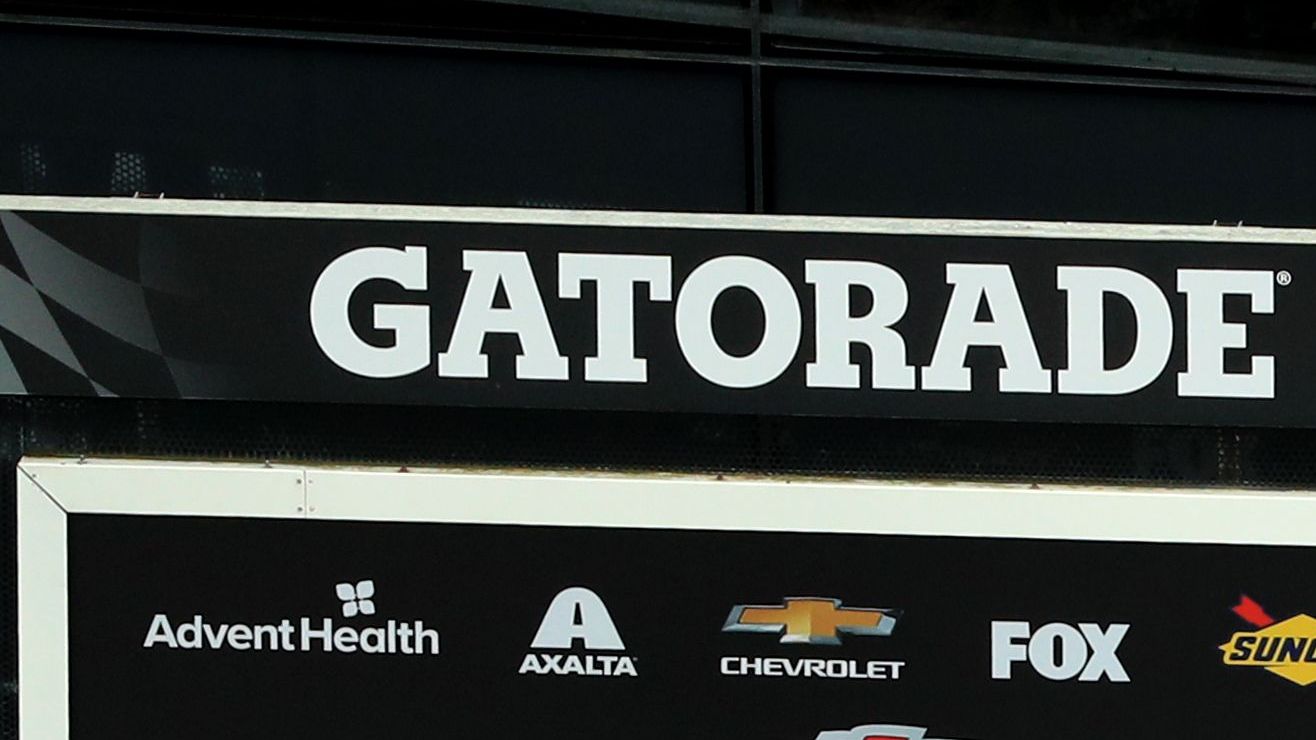 GATORADE®
AdventHealth
AXALTA
CHEVROLET
FOX